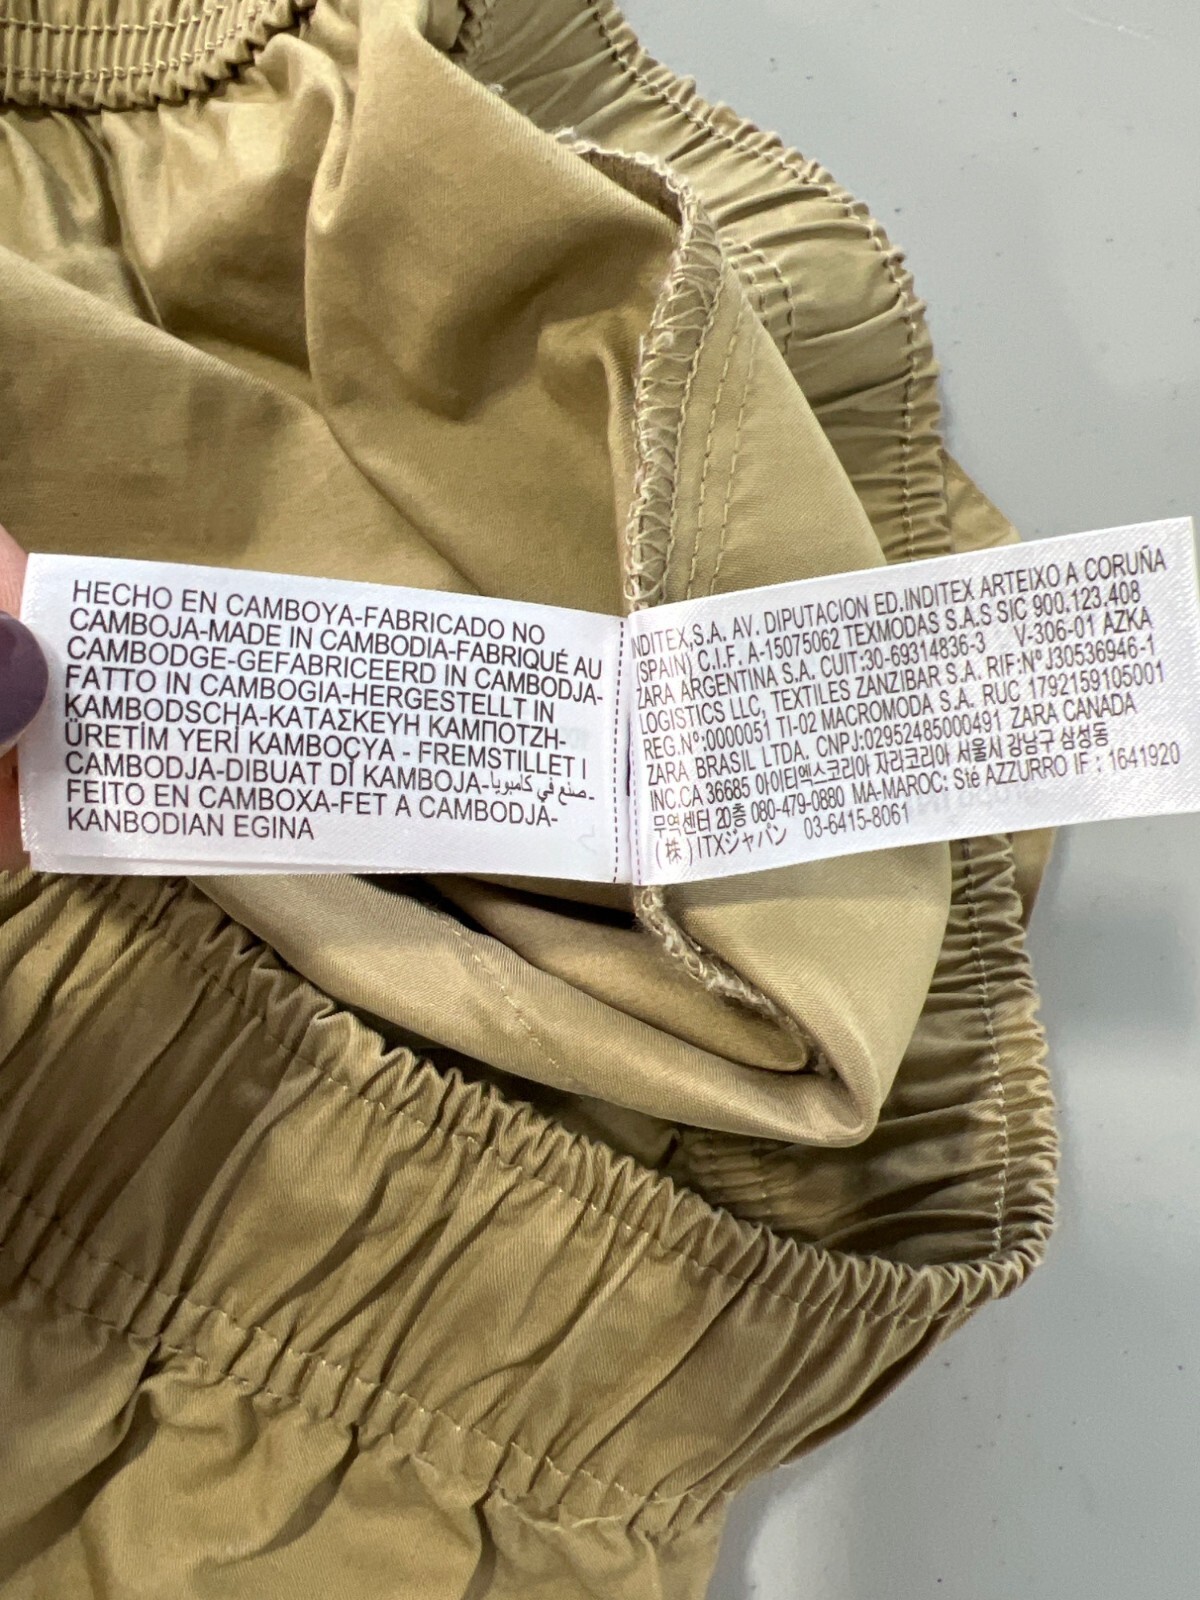 HECHO EN CAMBOYA-FABRICADO NO
CAMBOJA-MADE IN CAMBODIA-FABRIQUÉ AU
CAMBODGE-GEFABRICEERD IN CAMBODJA-
FATTO IN CAMBOGIA-HERGESTELLT IN
KAMBODSCHA-ΚΑΤΑΣΚΕΥΗ ΚΑΜΠΟΤΖΗ-
ÜRETİM YERİ KAMBOÇYA - FREMSTILLET I
CAMBODJA-DIBUAT DI KAMBOJA-صنع في كامبوديا-
FEITO EN CAMBOXA-FET A CAMBODJA-
KANBODIAN EGINA
INDITEX,S.A. AV. DIPUTACION ED.INDITEX ARTEIXO A CORUÑA
(SPAIN) C.I.F. A-15075062 TEXMODAS S.A.S SIC 900.123.408
ZARA ARGENTINA S.A. CUIT:30-69314836-3 V-306-01 AZKA
LOGISTICS LLC, TEXTILES ZANZIBAR S.A. RIF:Nº J30536946-1
REG.Nº:0000051 TI-02 MACROMODA S.A. RUC 1792159105001
ZARA BRASIL LTDA. CNPJ:02952485000491 ZARA CANADA
INC.CA 36685 아이티엑스코리아 자라코리아 서울시 강남구 삼성동
무역센터 20층 080-479-0880 MA-MAROC: Sté AZZURRO IF : 1641920
(株)ITXジャパン 03-6415-8061